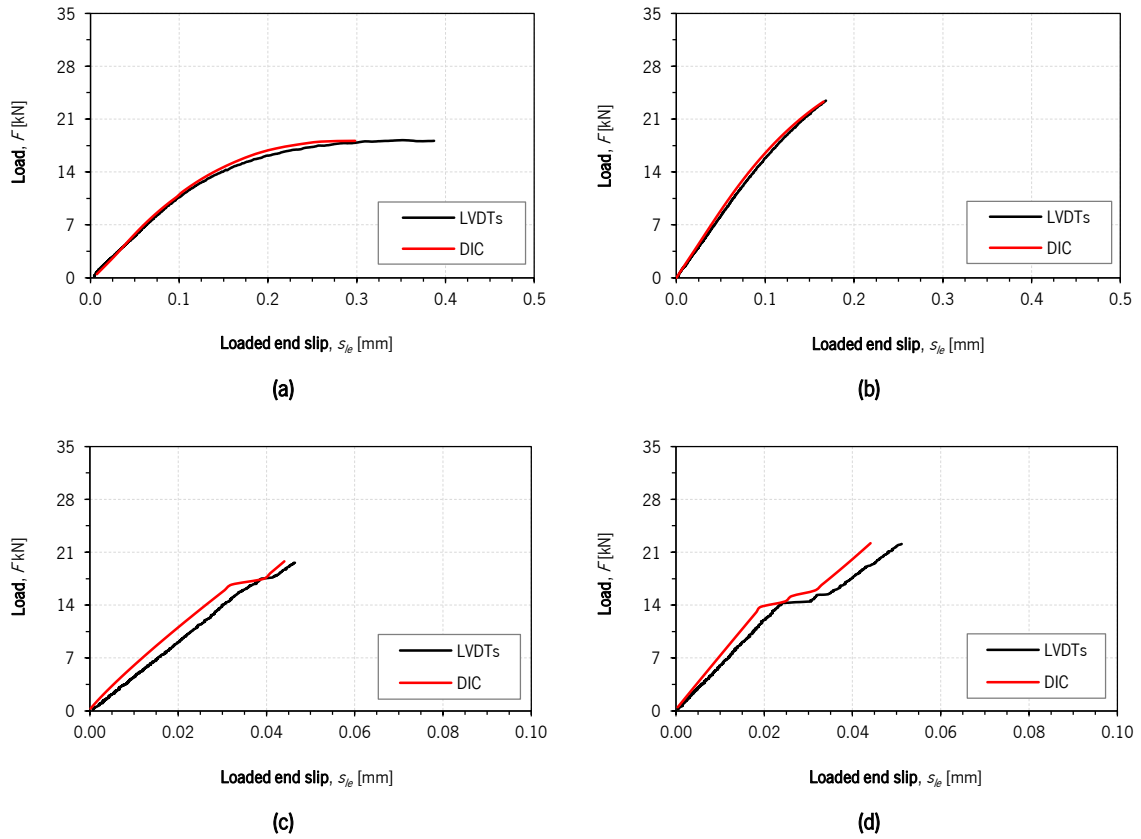 35
28
21
14
7
0
Load, F [kN]
LVDTs
DIC
0.0 0.1 0.2 0.3 0.4 0.5
Loaded end slip, sle [mm]
(a)
35
28
21
14
7
0
Load, F [kN]
LVDTs
DIC
0.0 0.1 0.2 0.3 0.4 0.5
Loaded end slip, sle [mm]
(b)
35
28
21
14
7
0
Load, F kN]
LVDTs
DIC
0.00 0.02 0.04 0.06 0.08 0.10
Loaded end slip, sle [mm]
(c)
35
28
21
14
7
0
Load, F [kN]
LVDTs
DIC
0.00 0.02 0.04 0.06 0.08 0.10
Loaded end slip, sle [mm]
(d)